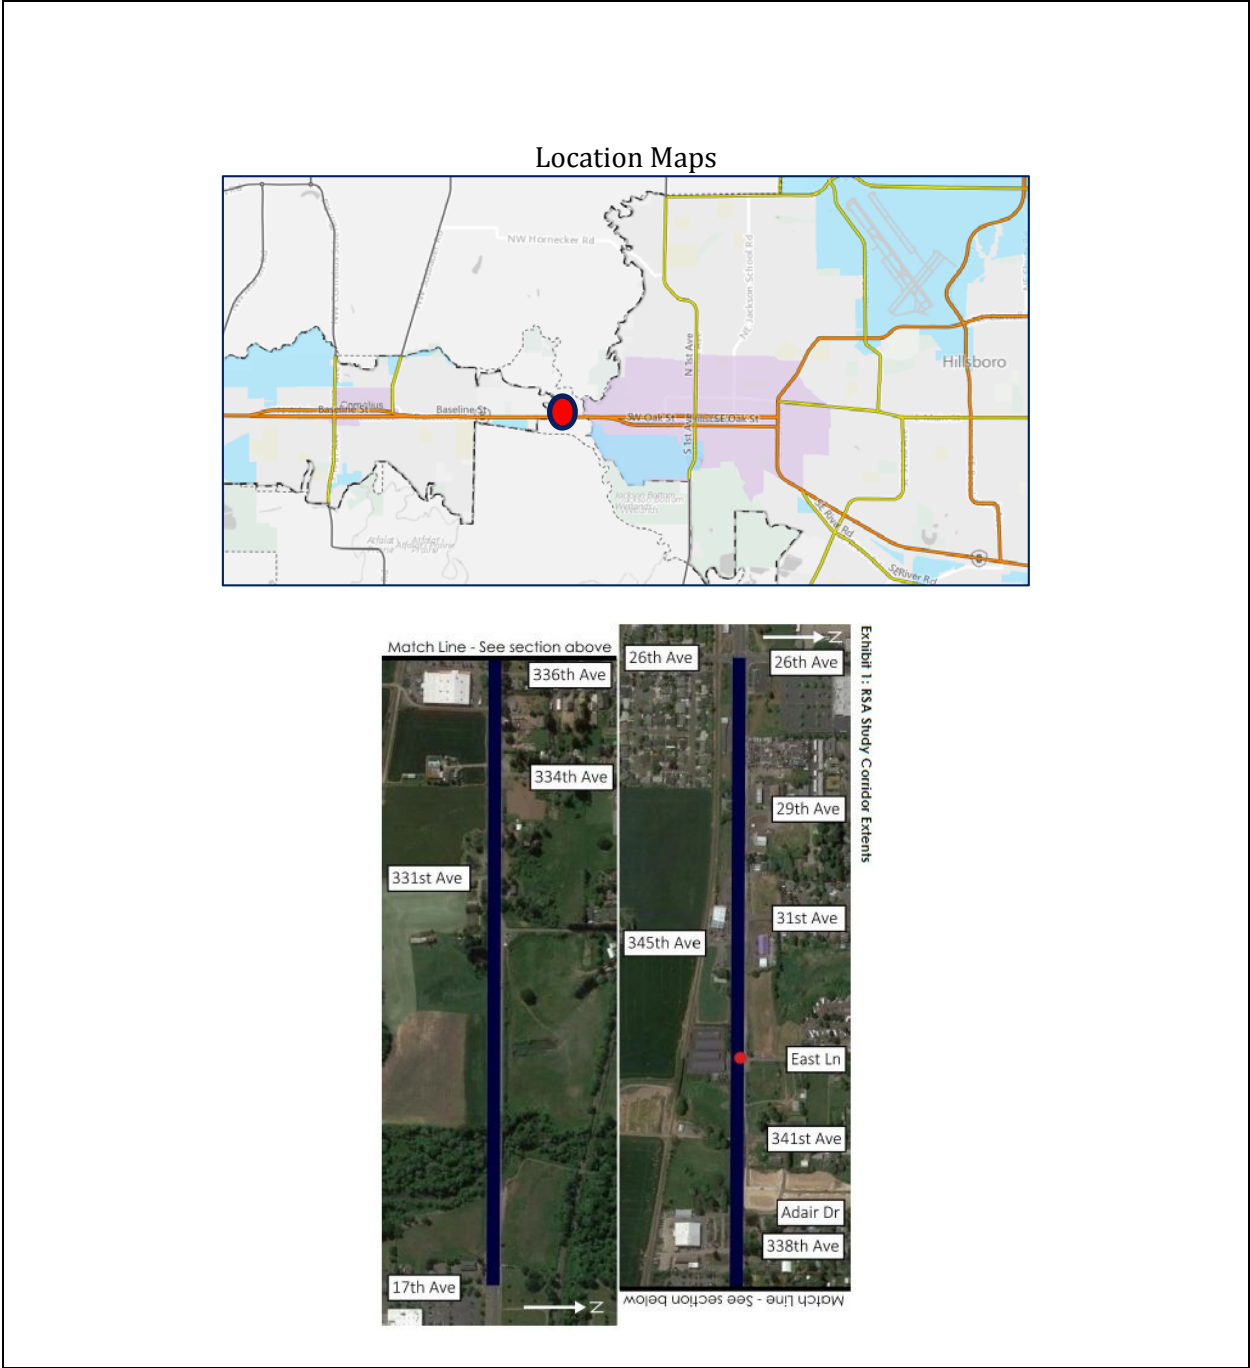 Location Maps
NW Hornecker Rd
NE Jackson School Rd
N 1st Ave
Hillsboro
Cornelius
Baseline St
Baseline St
SW Oak St
SE Oak St
S 1st Ave
Jackson Bottom
Wetlands
SE River Rd
SE River Rd
Match Line - See section above
336th Ave
334th Ave
331st Ave
17th Ave
N
26th Ave
N
26th Ave
29th Ave
31st Ave
345th Ave
East Ln
341st Ave
Adair Dr
338th Ave
Match Line - See section below
Exhibit 1: RSA Study Corridor Extents